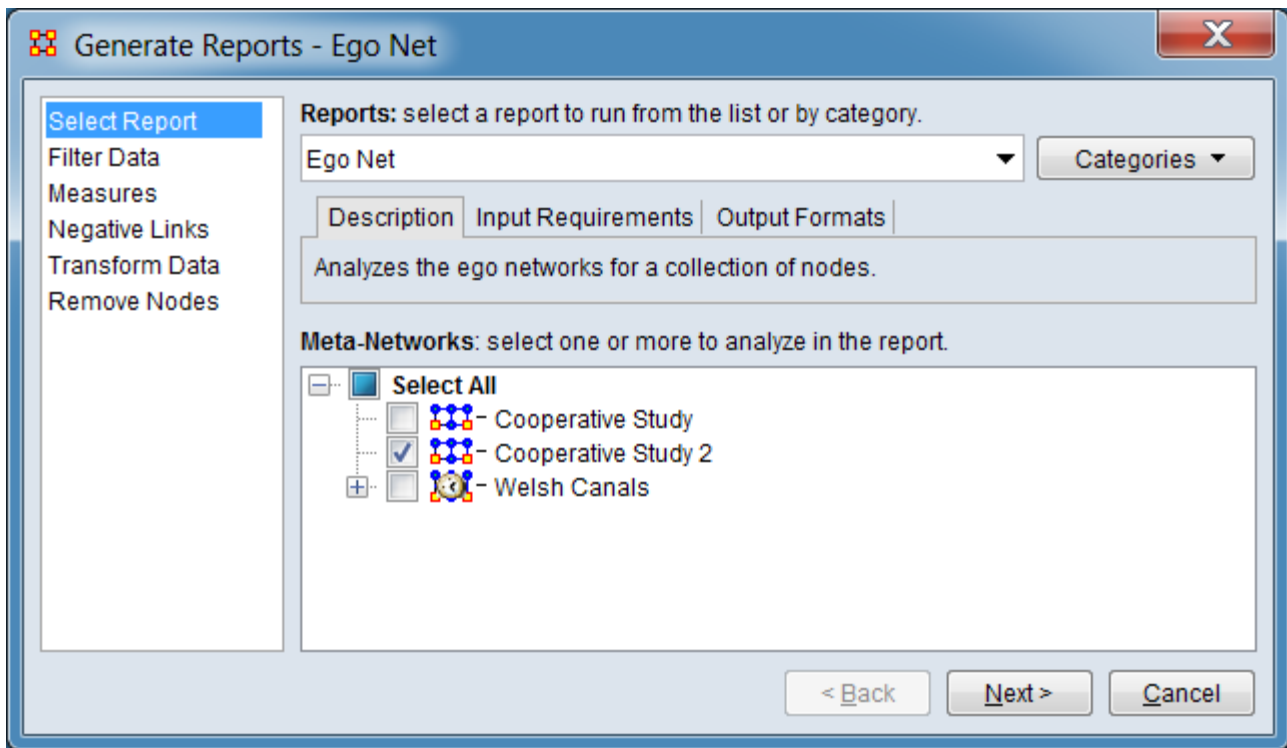 Generate Reports - Ego Net
X
Select Report
Filter Data
Measures
Negative Links
Transform Data
Remove Nodes
Reports: select a report to run from the list or by category.
Ego Net
Categories
Description Input Requirements Output Formats
Analyzes the ego networks for a collection of nodes.
Meta-Networks: select one or more to analyze in the report.
Select All
Cooperative Study
Cooperative Study 2
Welsh Canals
< Back Next > Cancel